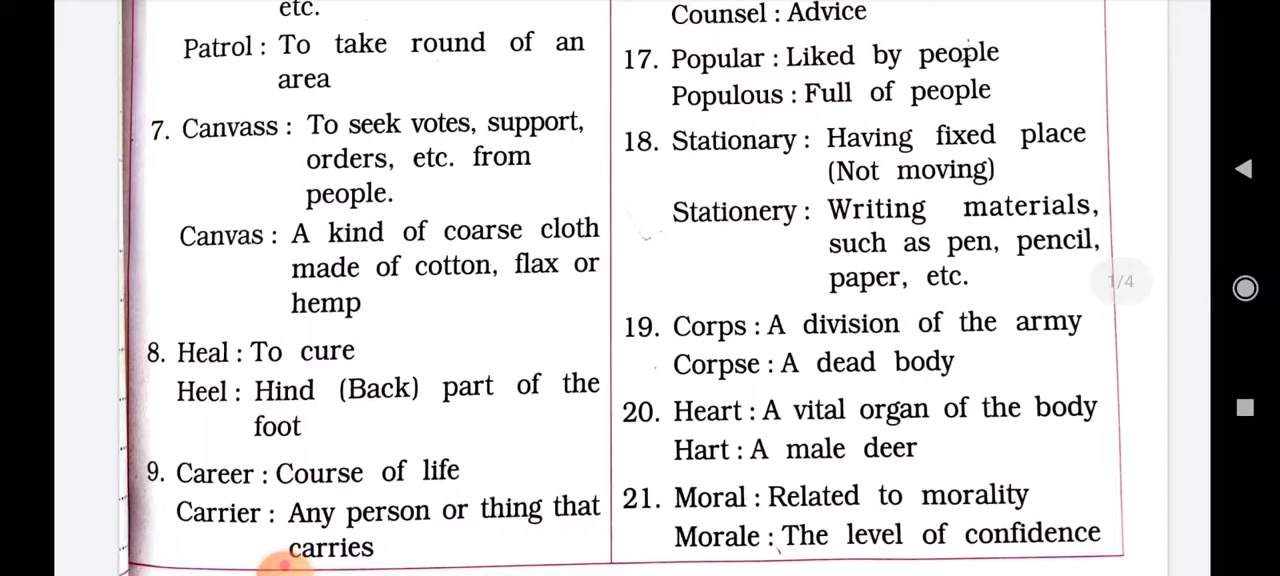 etc.
Patrol : To take round of an
area
7. Canvass : To seek votes, support,
orders, etc. from
people.
Canvas : A kind of coarse cloth
made of cotton, flax or
hemp
8. Heal : To cure
Heel : Hind (Back) part of the
foot
9. Career : Course of life
Carrier : Any person or thing that
carries
Counsel : Advice
17. Popular : Liked by people
Populous : Full of people
18. Stationary : Having fixed place
(Not moving)
Stationery : Writing materials,
such as pen, pencil,
paper, etc.
19. Corps : A division of the army
Corpse : A dead body
20. Heart : A vital organ of the body
Hart : A male deer
21. Moral : Related to morality
Morale : The level of confidence
1/4